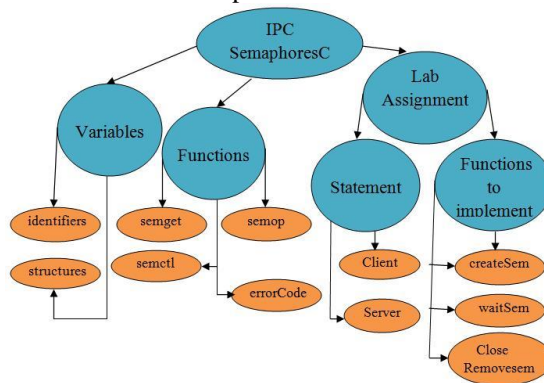 IPC
SemaphoresC
Lab
Assignment
Variables
Functions
Statement
Functions
to
implement
identifiers
semget
semop
structures
semctl
errorCode
Client
Server
createSem
waitSem
Close
Removesem